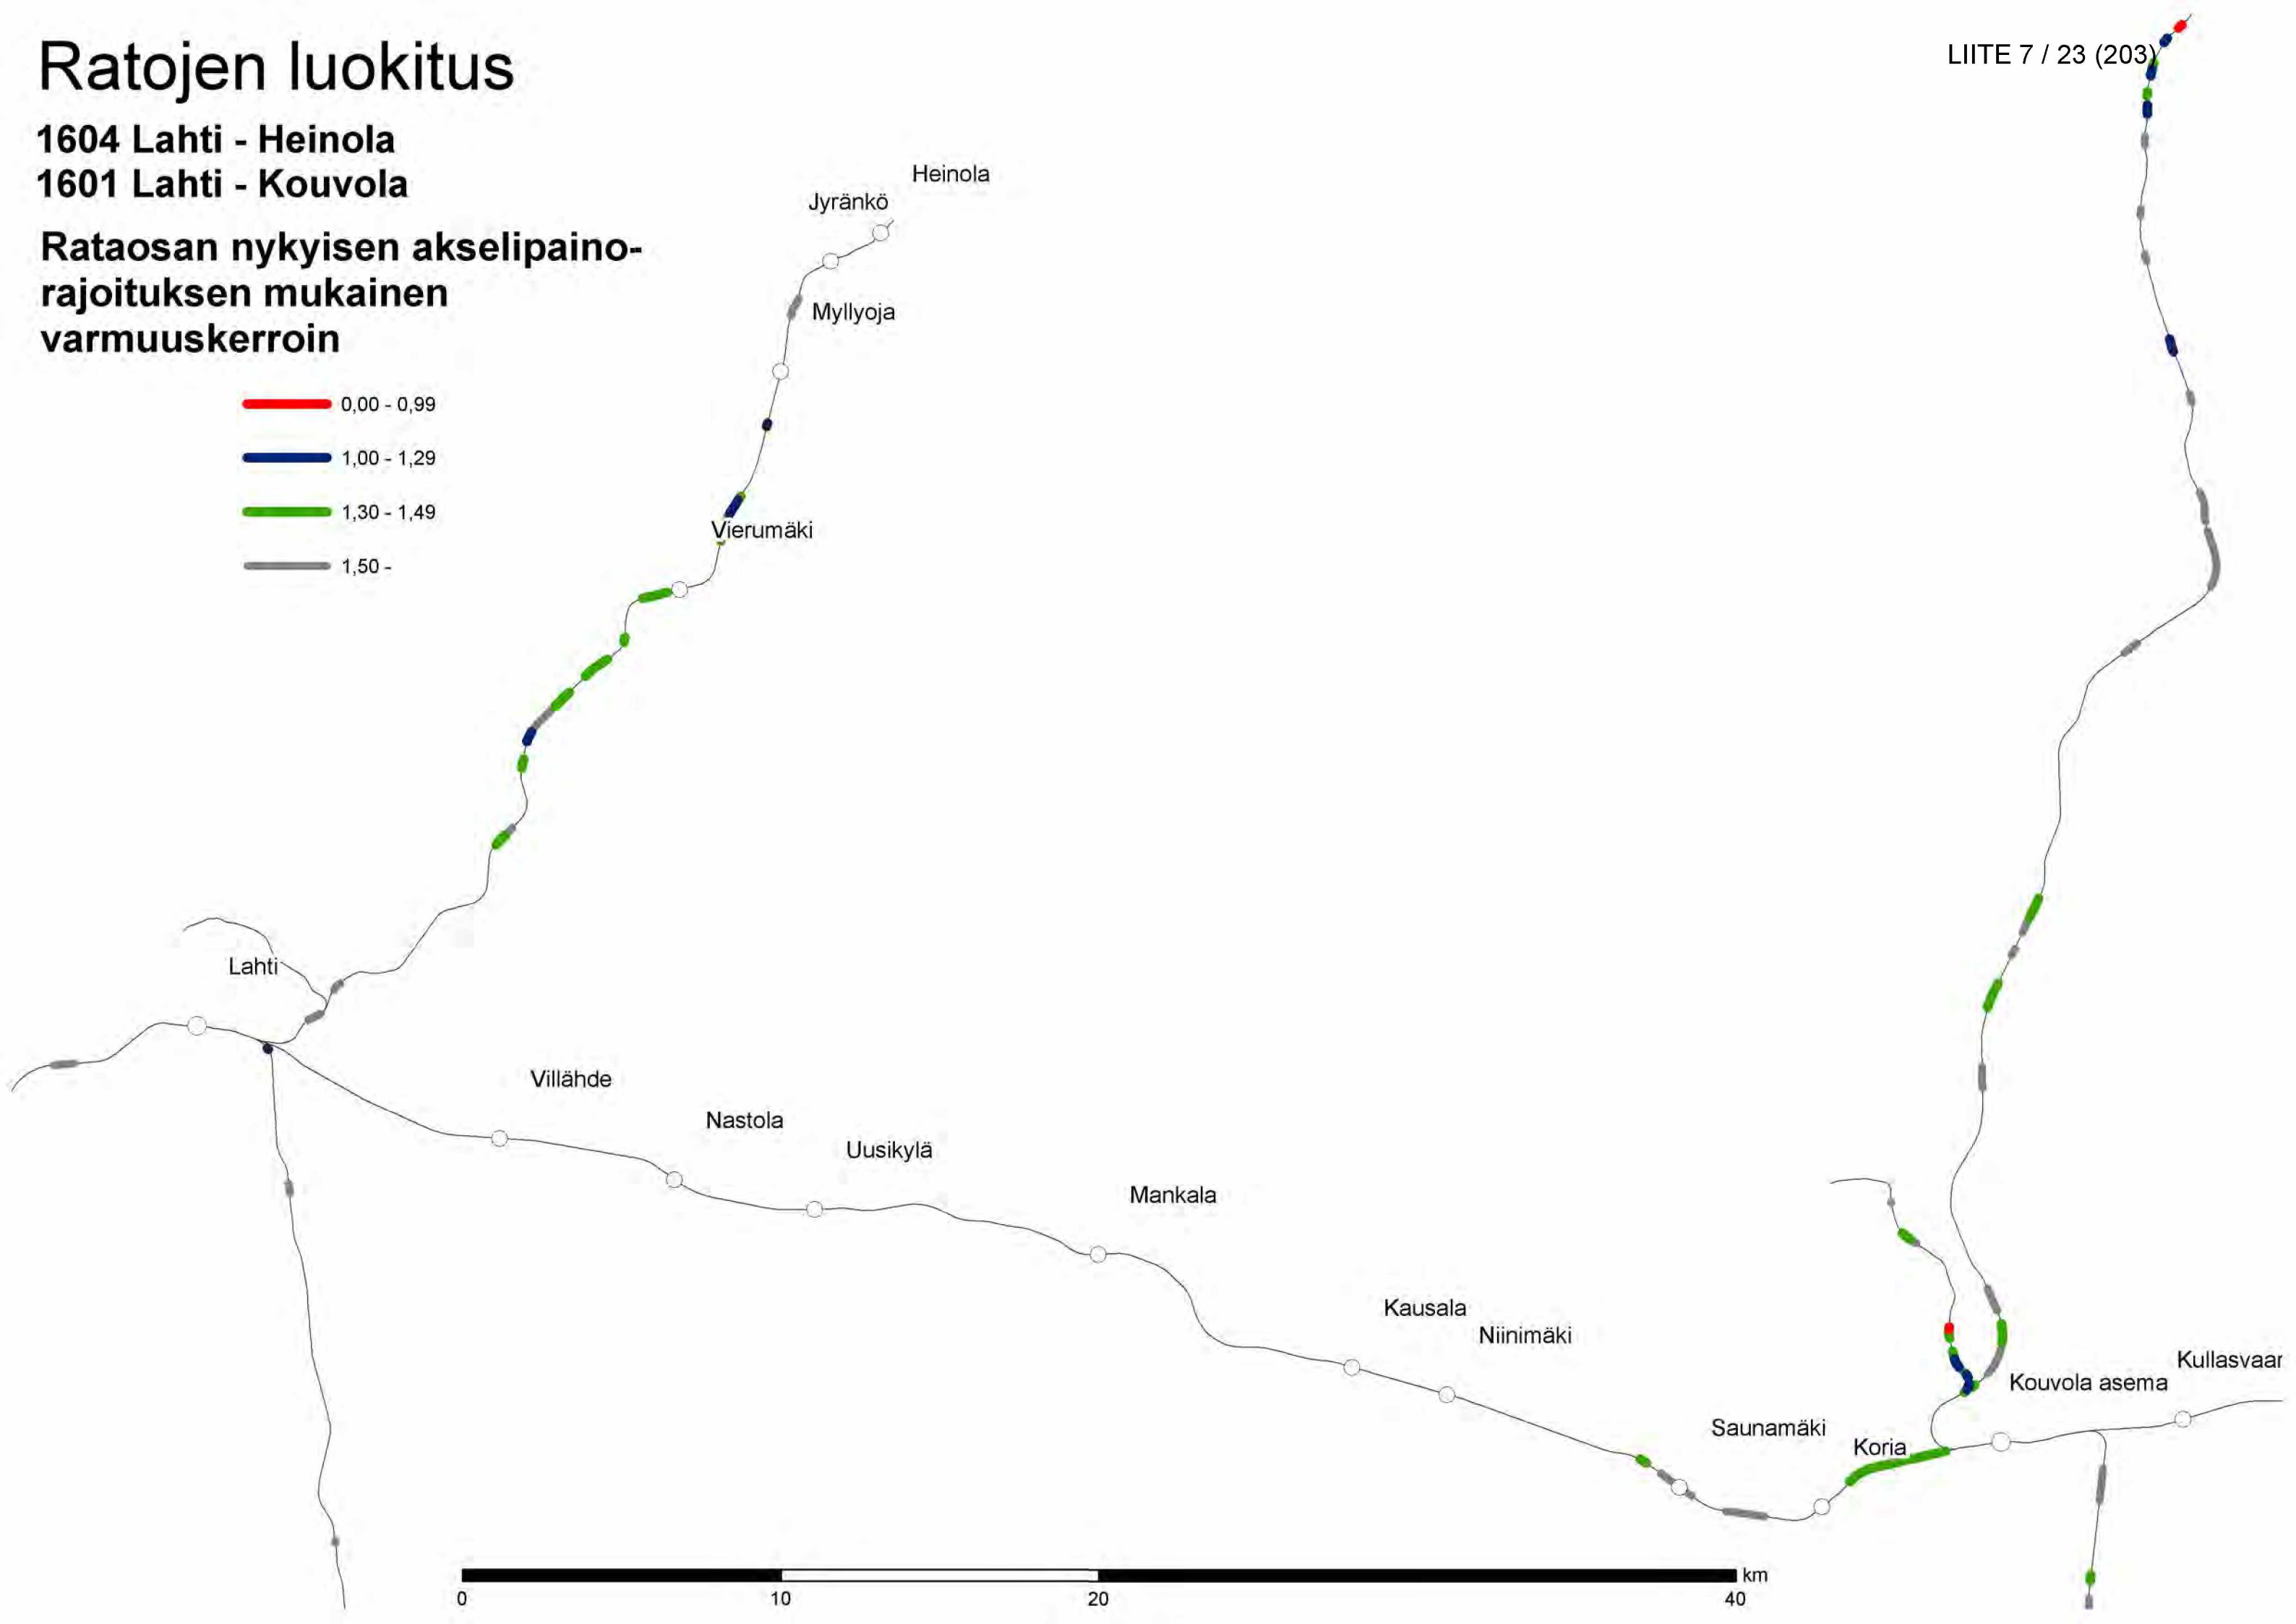 Ratojen luokitus
LIITE 7 / 23 (203)
1604 Lahti - Heinola
1601 Lahti - Kouvola
Rataosan nykyisen akselipaino-
rajoituksen mukainen
varmuuskerroin
0,00 - 0,99
1,00 - 1,29
1,30 - 1,49
1,50 -
Heinola
Jyränkö
Myllyoja
Vierumäki
Lahti
Villähde
Nastola
Uusikylä
Mankala
Kausala
Niinimäki
Kullasvaar
Kouvola asema
Saunamäki
Koria
km
0 10 20 40